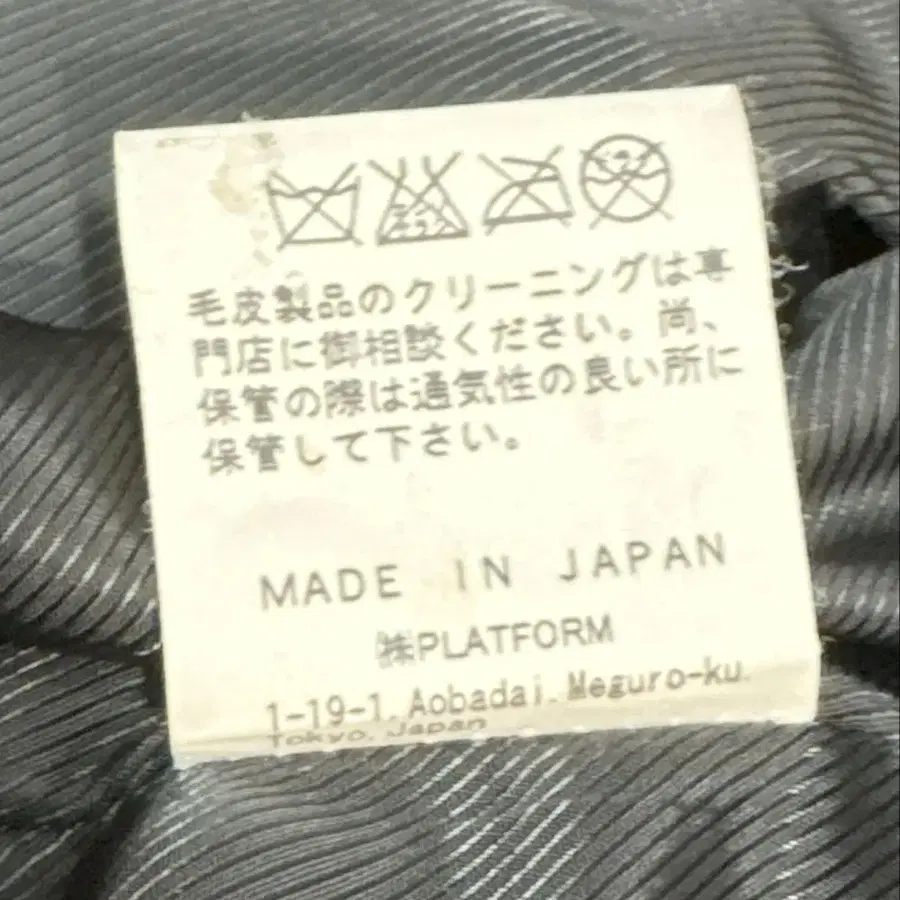 毛皮製品のクリーニングは専
門店に御相談ください。尚、
保管の際は通気性の良い所に
保管して下さい。
MADE IN JAPAN
㈱PLATFORM
1-19-1. Aobadai. Meguro-ku.
Tokyo. Japan